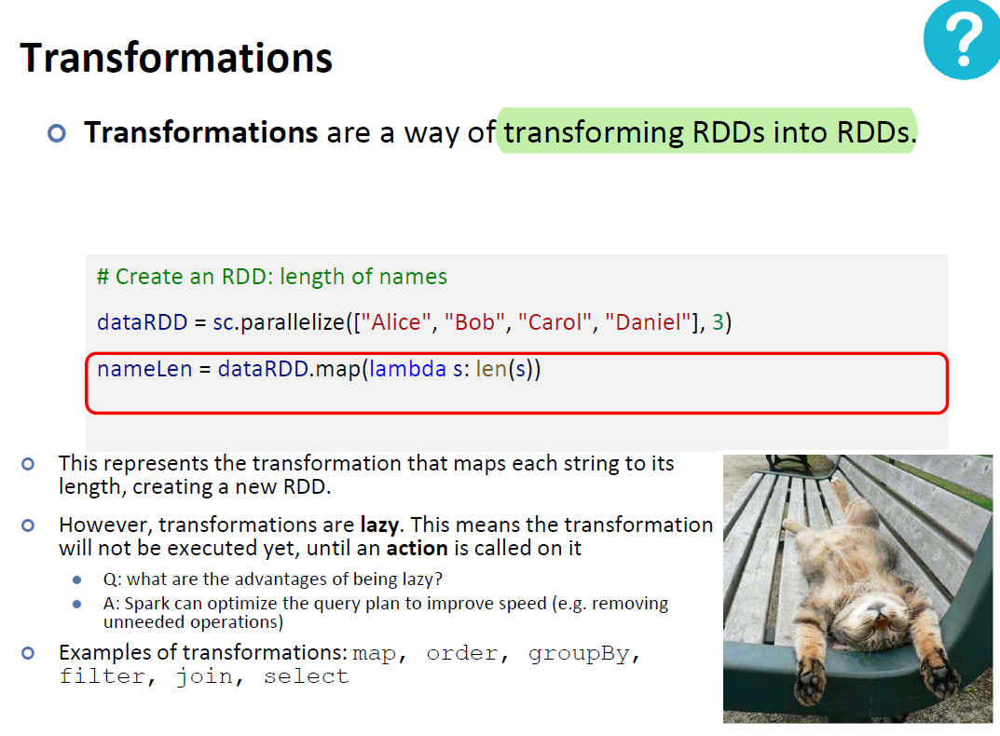 ?
Transformations
Transformations are a way of transforming RDDs into RDDs.
# Create an RDD: length of names
dataRDD = sc.parallelize(["Alice", "Bob", "Carol", "Daniel"], 3)
nameLen = dataRDD.map(lambda s: len(s))
This represents the transformation that maps each string to its
length, creating a new RDD.
However, transformations are lazy. This means the transformation
will not be executed yet, until an action is called on it
Q: what are the advantages of being lazy?
A: Spark can optimize the query plan to improve speed (e.g. removing
unneeded operations)
Examples of transformations: map, order, groupBy,
filter, join, select